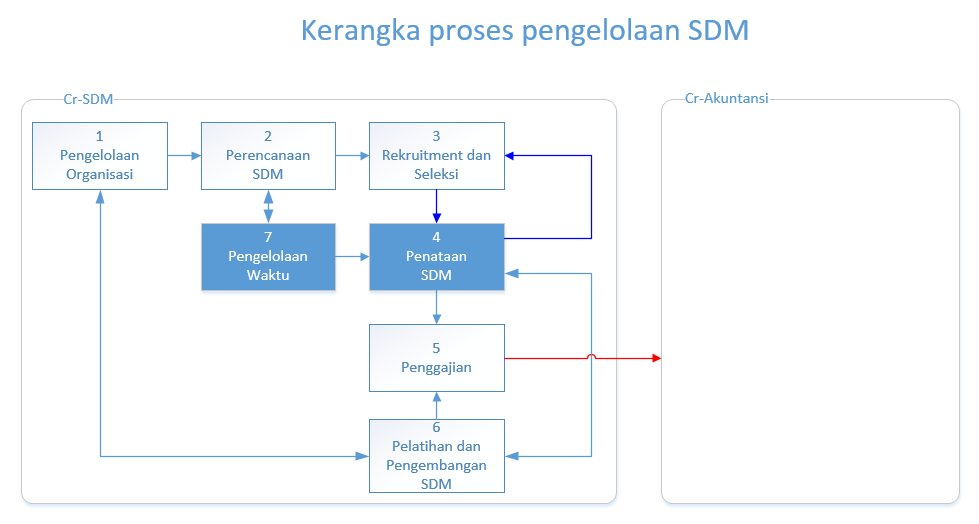 Kerangka proses pengelolaan SDM
Cr-SDM
Cr-Akuntansi
1
Pengelolaan
Organisasi
2
Perencanaan
SDM
3
Rekruitment dan
Seleksi
7
Pengelolaan
Waktu
4
Penataan
SDM
5
Penggajian
6
Pelatihan dan
Pengembangan
SDM